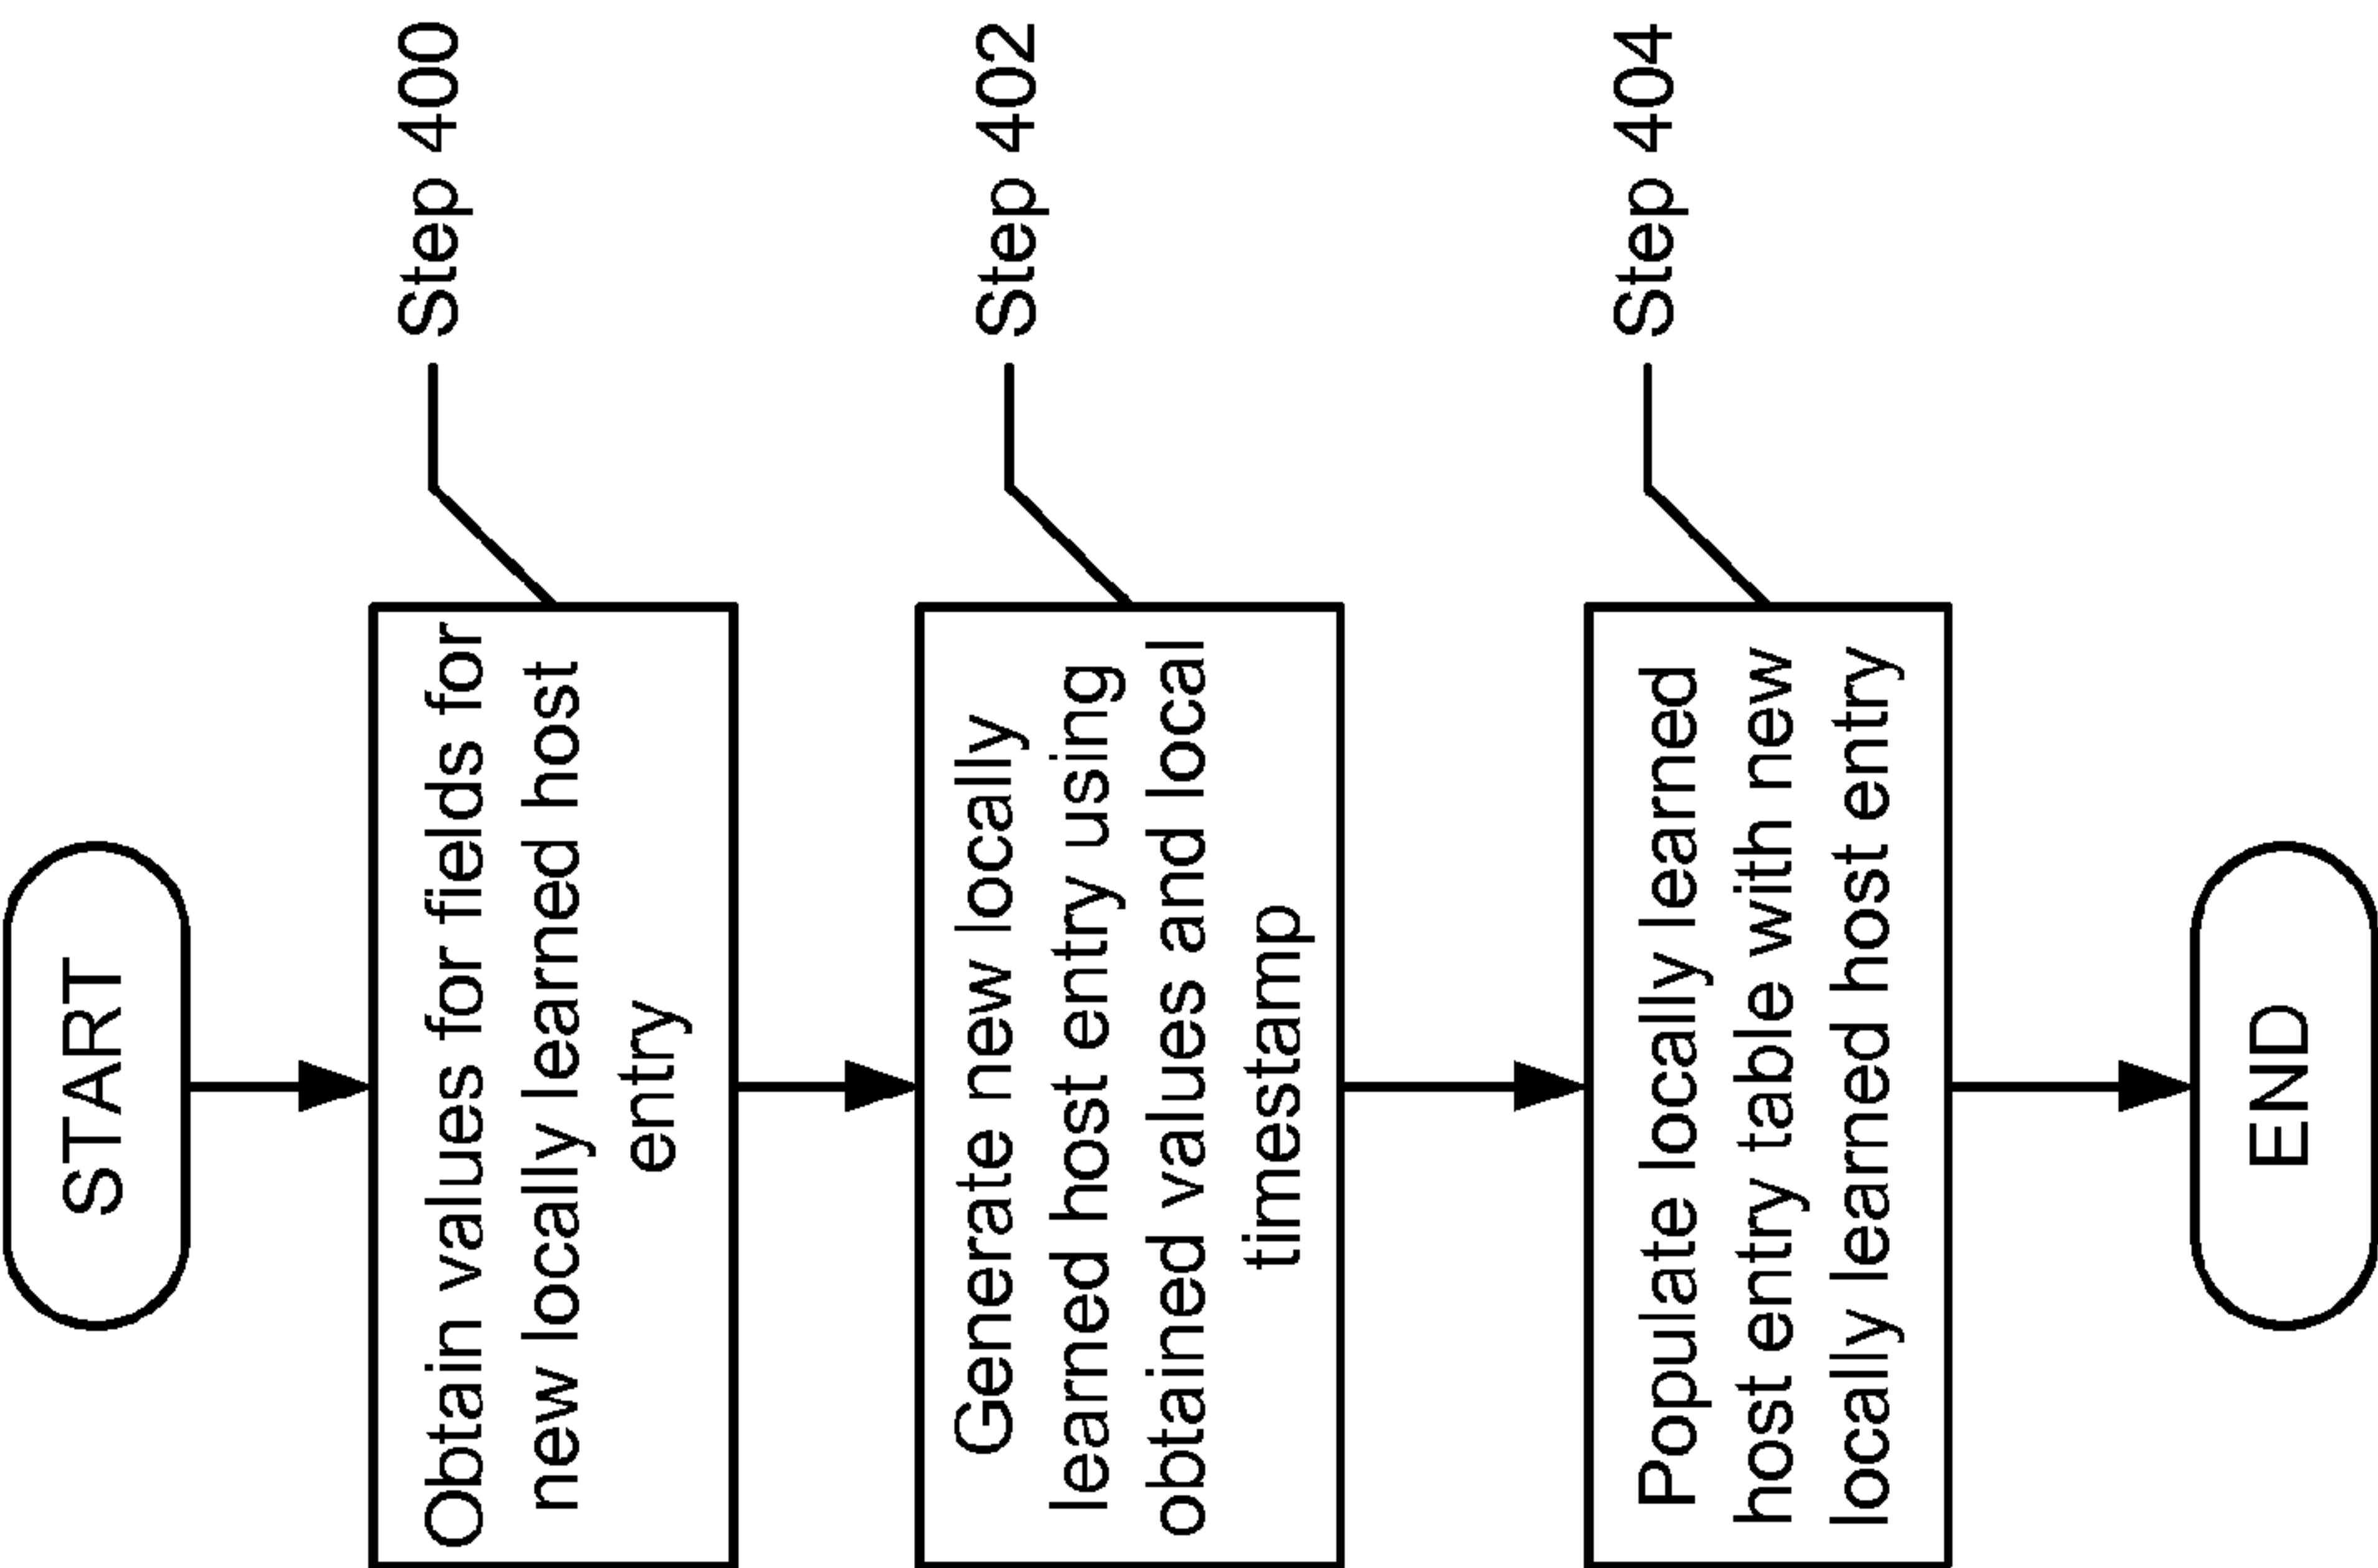 START
Obtain values for fields for
new locally learned host
entry
Step 400
Generate new locally
learned host entry using
obtained values and local
timestamp
Step 402
Populate locally learned
host entry table with new
locally learned host entry
Step 404
END